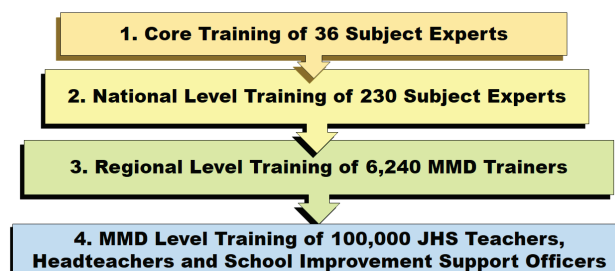 1. Core Training of 36 Subject Experts
2. National Level Training of 230 Subject Experts
3. Regional Level Training of 6,240 MMD Trainers
4. MMD Level Training of 100,000 JHS Teachers,
Headteachers and School Improvement Support Officers